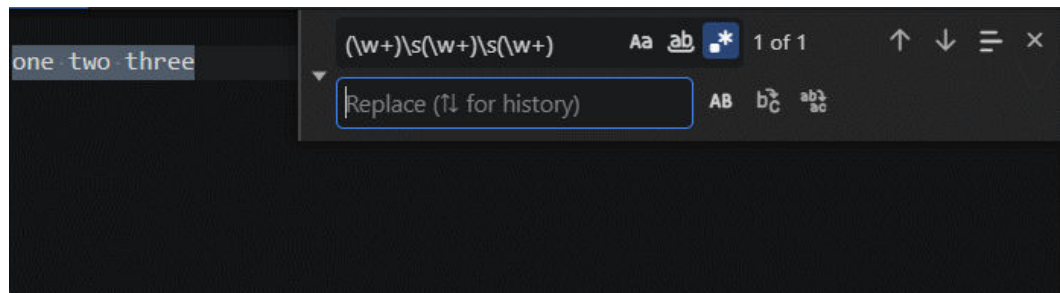 (\w+)\s(\w+)\s(\w+) Aa ab .* 1 of 1
one·two·three
Replace (⇅ for history) AB